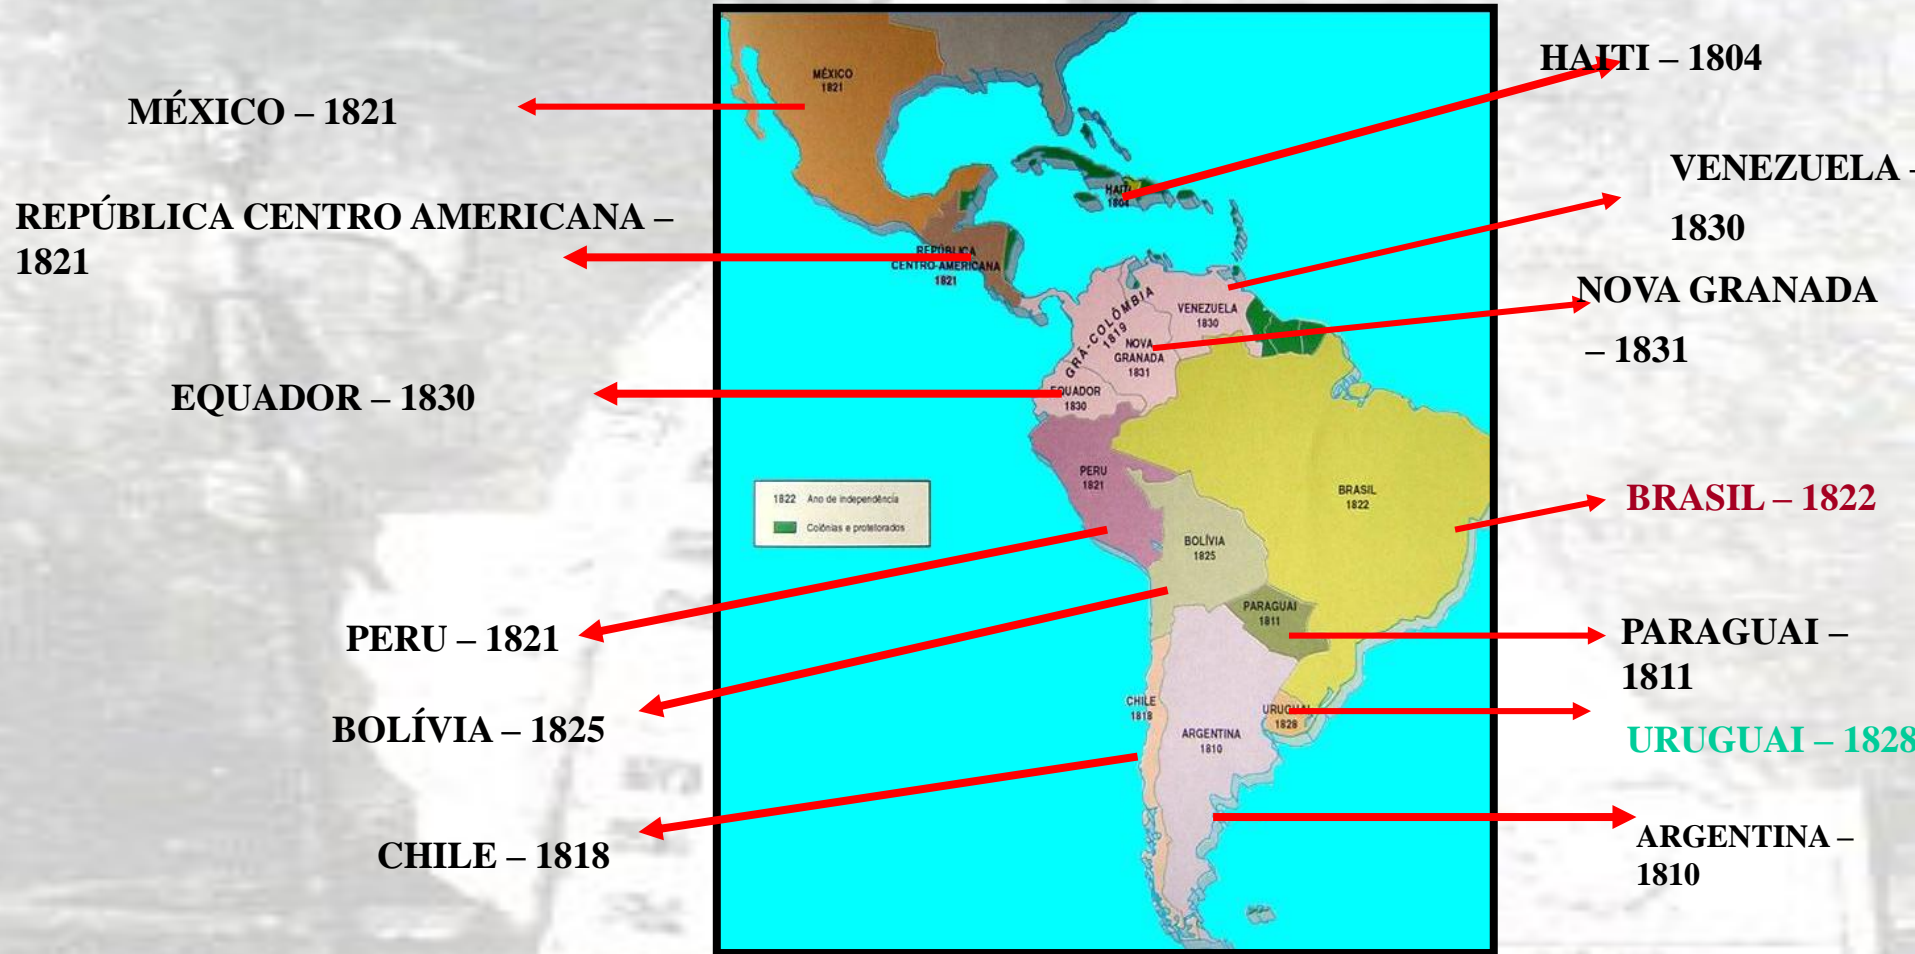 MÉXICO – 1821
REPÚBLICA CENTRO AMERICANA –
1821
EQUADOR – 1830
PERU – 1821
BOLÍVIA – 1825
CHILE – 1818
MÉXICO
1821
HAITI
1804
REPÚBLICA
CENTRO-AMERICANA
1821
GRÃ-COLÔMBIA
1819
VENEZUELA
1830
NOVA
GRANADA
1831
EQUADOR
1830
PERU
1821
BRASIL
1822
BOLÍVIA
1825
PARAGUAI
1811
CHILE
1818
URUGUAI
1828
ARGENTINA
1810
1822 Ano de independência
Colônias e protetorados
HAITI – 1804
VENEZUELA –
1830
NOVA GRANADA
– 1831
BRASIL – 1822
PARAGUAI –
1811
URUGUAI – 1828
ARGENTINA –
1810